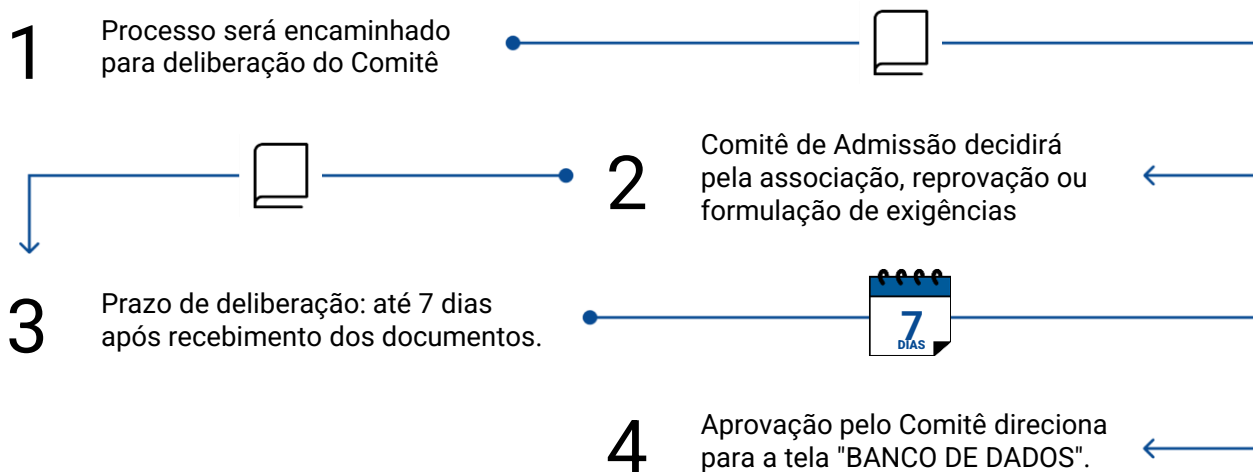 1
Processo será encaminhado
para deliberação do Comitê
2
Comitê de Admissão decidirá
pela associação, reprovação ou
formulação de exigências
3
Prazo de deliberação: até 7 dias
após recebimento dos documentos.
7
DIAS
4
Aprovação pelo Comitê direciona
para a tela "BANCO DE DADOS".